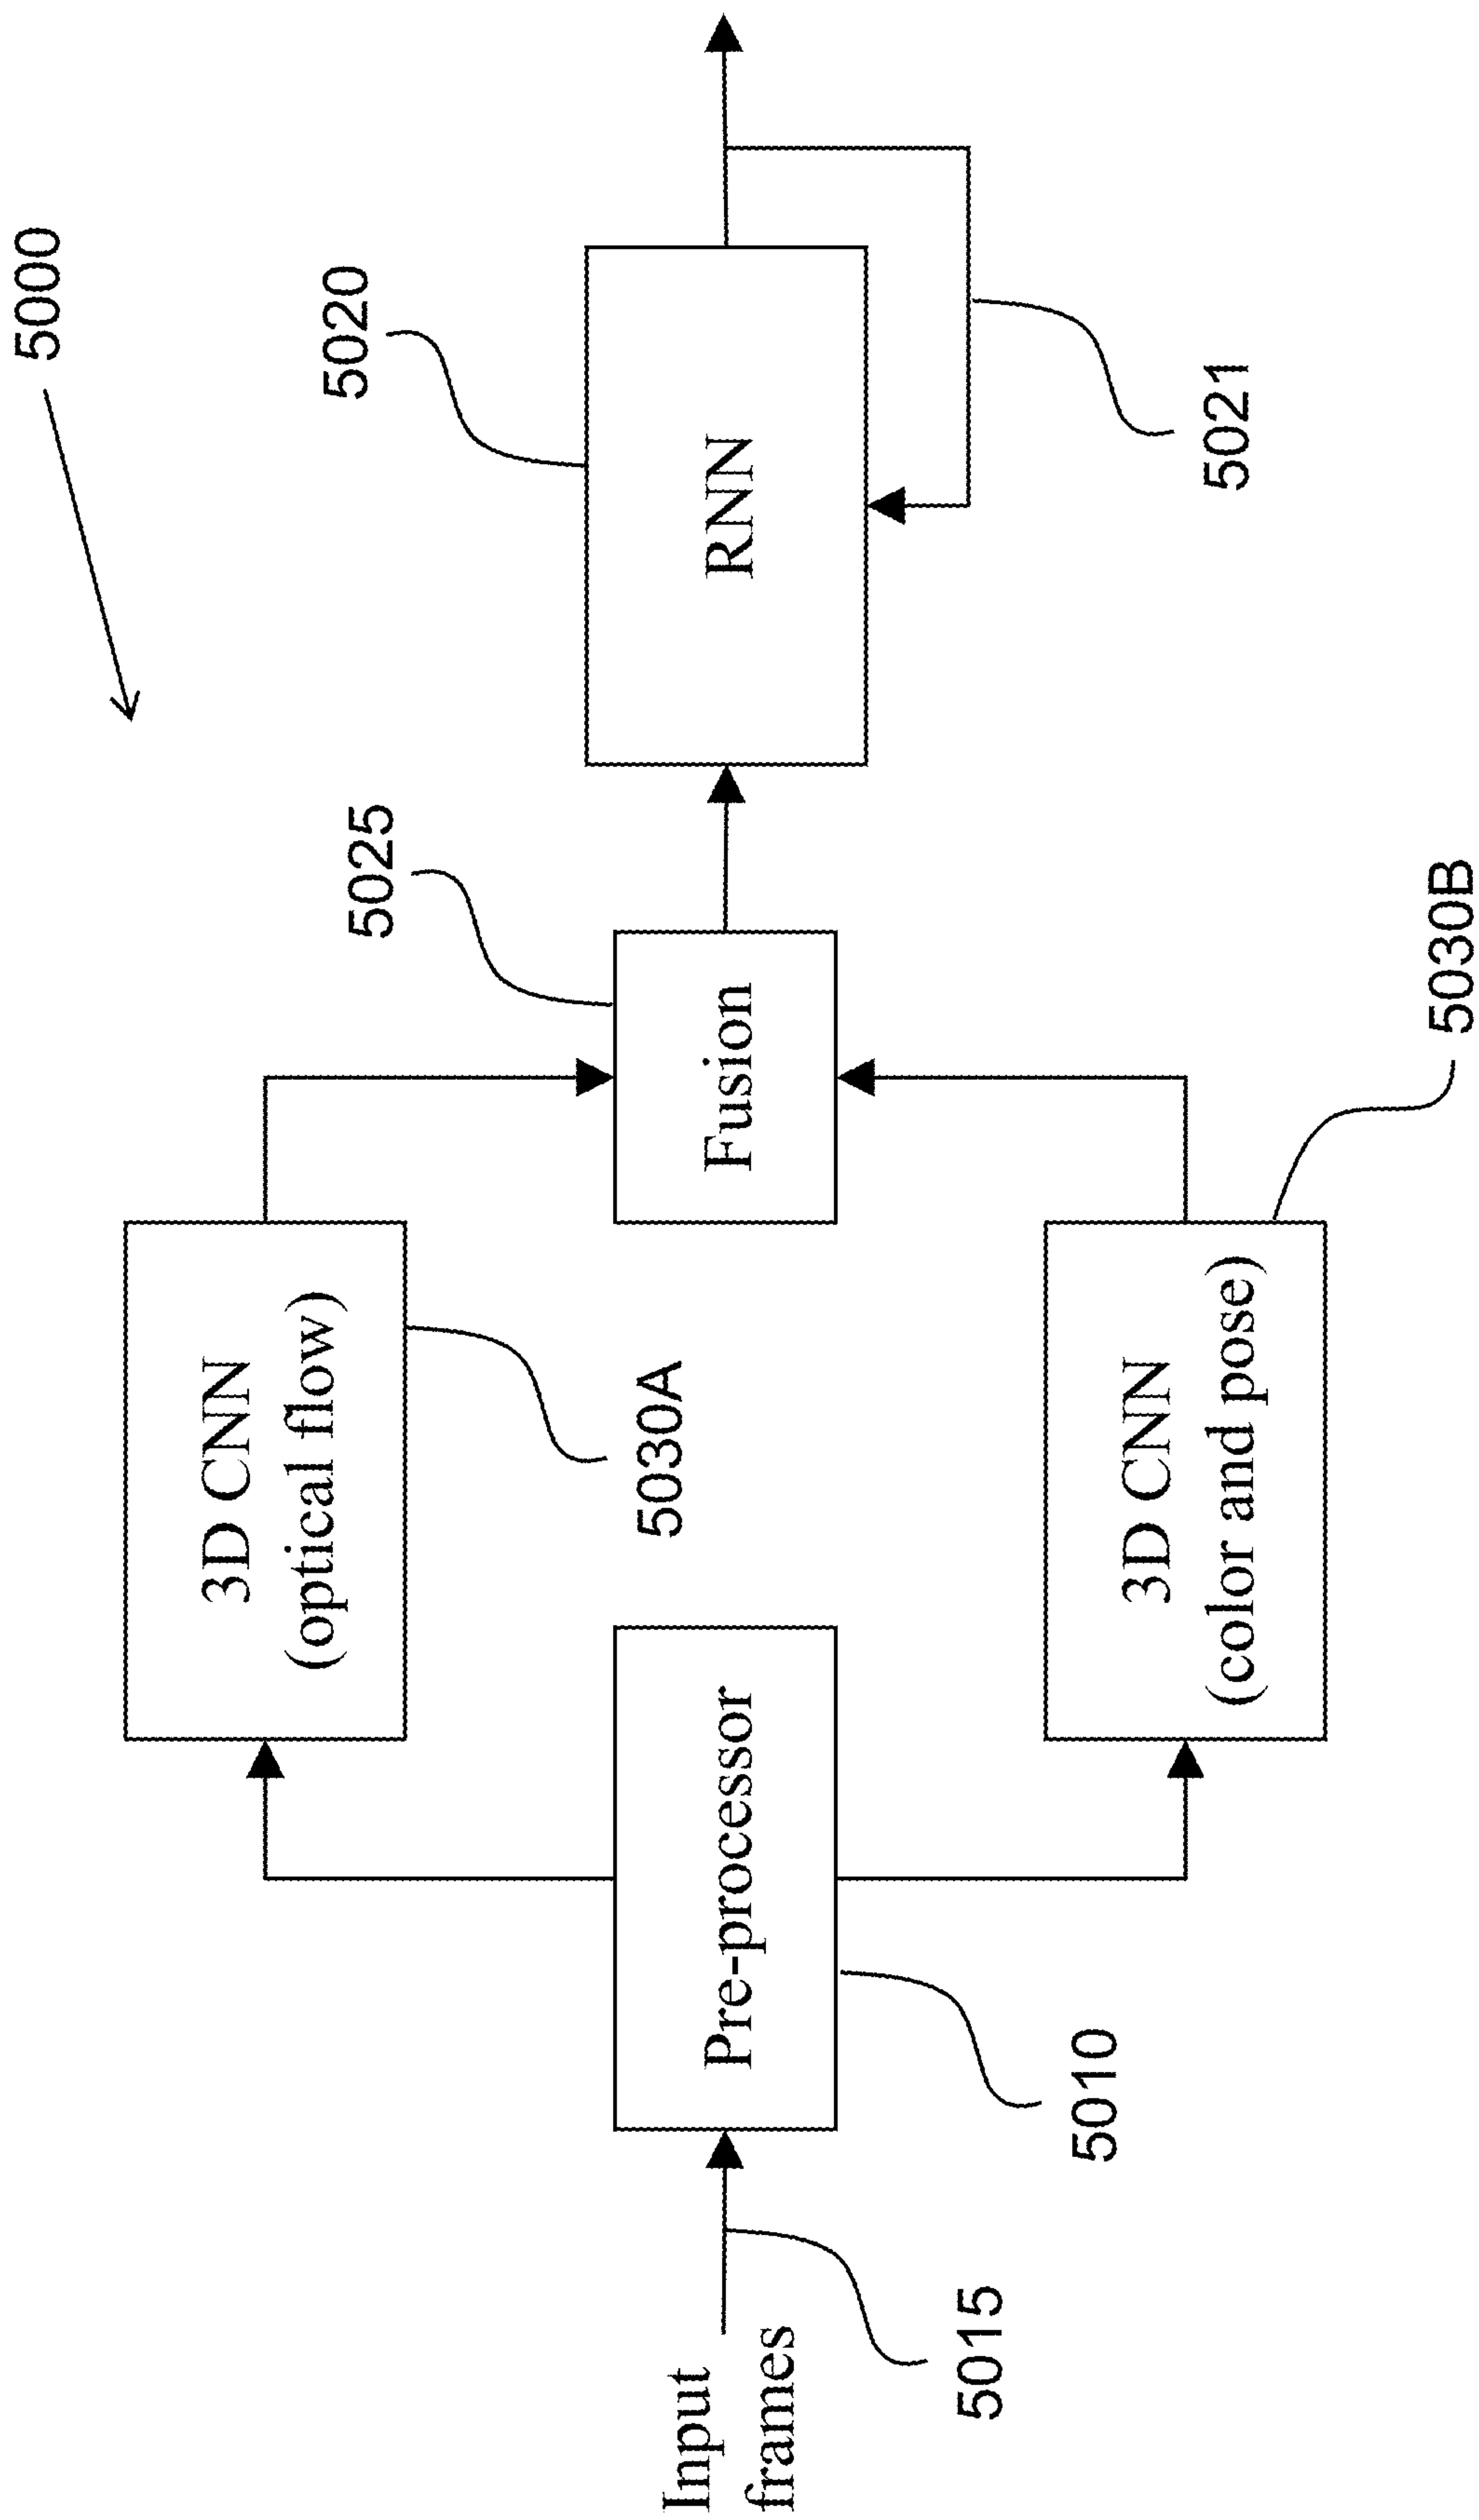 5000
5020
5025
3D CNN
(optical flow)
5030A
Input
frames
5015
Pre-processor
5010
Fusion
RNN
5021
3D CNN
(color and pose)
5030B